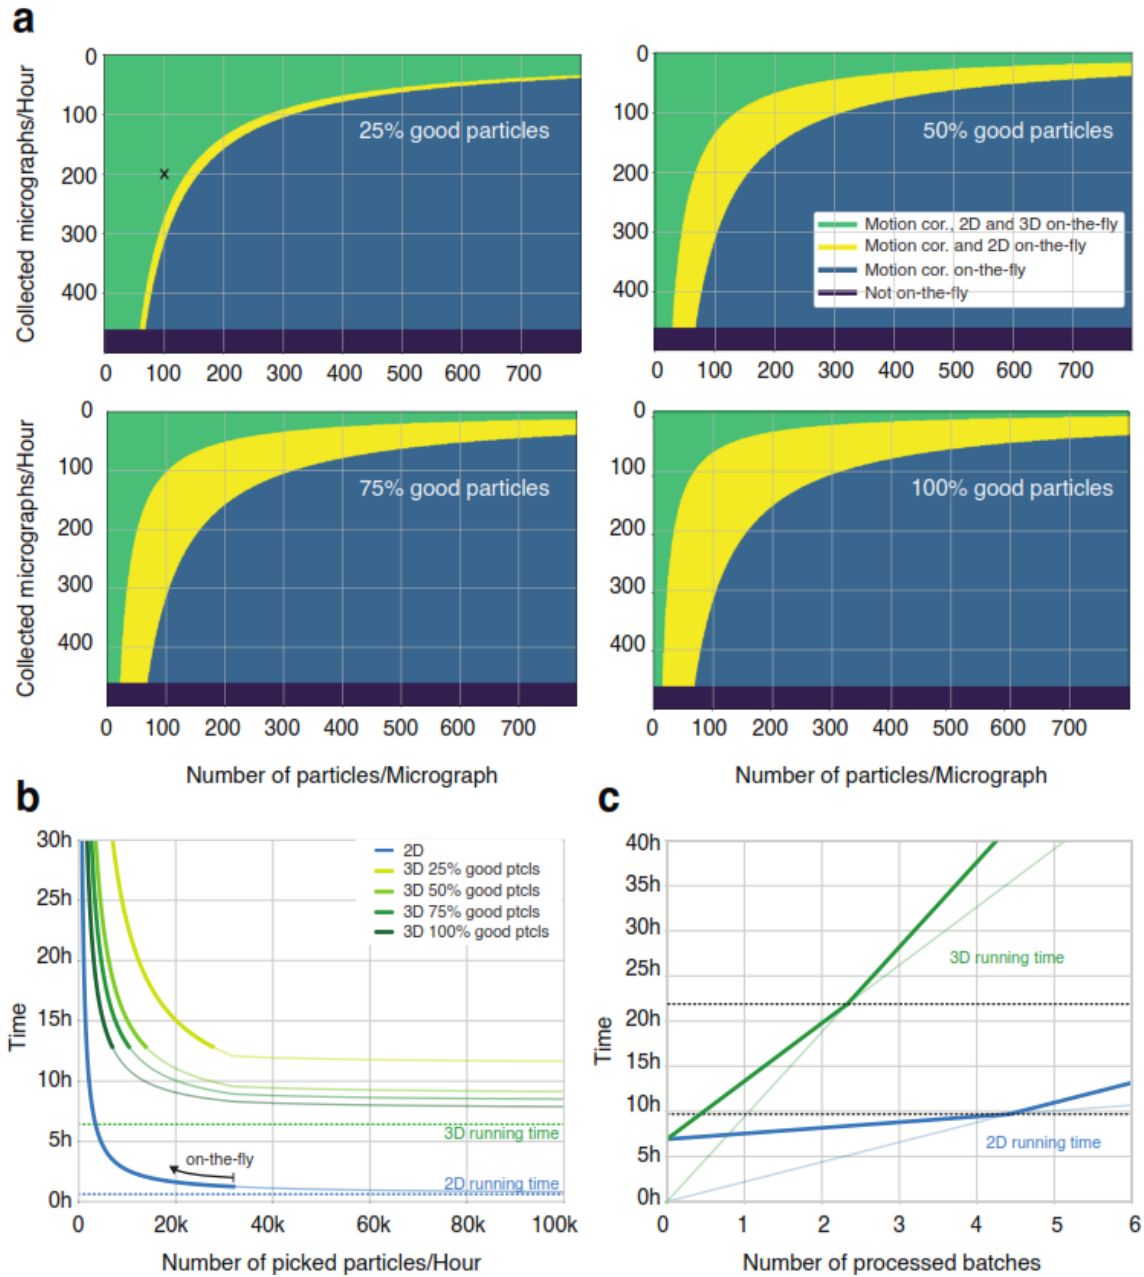 a
Collected micrographs/Hour
0
100
200
300
400
25% good particles
×
0 100 200 300 400 500 600 700
0
100
200
300
400
50% good particles
Motion cor., 2D and 3D on-the-fly
Motion cor. and 2D on-the-fly
Motion cor. on-the-fly
Not on-the-fly
0 100 200 300 400 500 600 700
Collected micrographs/Hour
0
100
200
300
400
75% good particles
0 100 200 300 400 500 600 700
Number of particles/Micrograph
0
100
200
300
400
100% good particles
0 100 200 300 400 500 600 700
Number of particles/Micrograph
b
Time
30h
25h
20h
15h
10h
5h
0h
2D
3D 25% good ptcls
3D 50% good ptcls
3D 75% good ptcls
3D 100% good ptcls
3D running time
on-the-fly
2D running time
0 20k 40k 60k 80k 100k
Number of picked particles/Hour
c
Time
40h
35h
30h
25h
20h
15h
10h
5h
0h
3D running time
2D running time
0 1 2 3 4 5 6
Number of processed batches